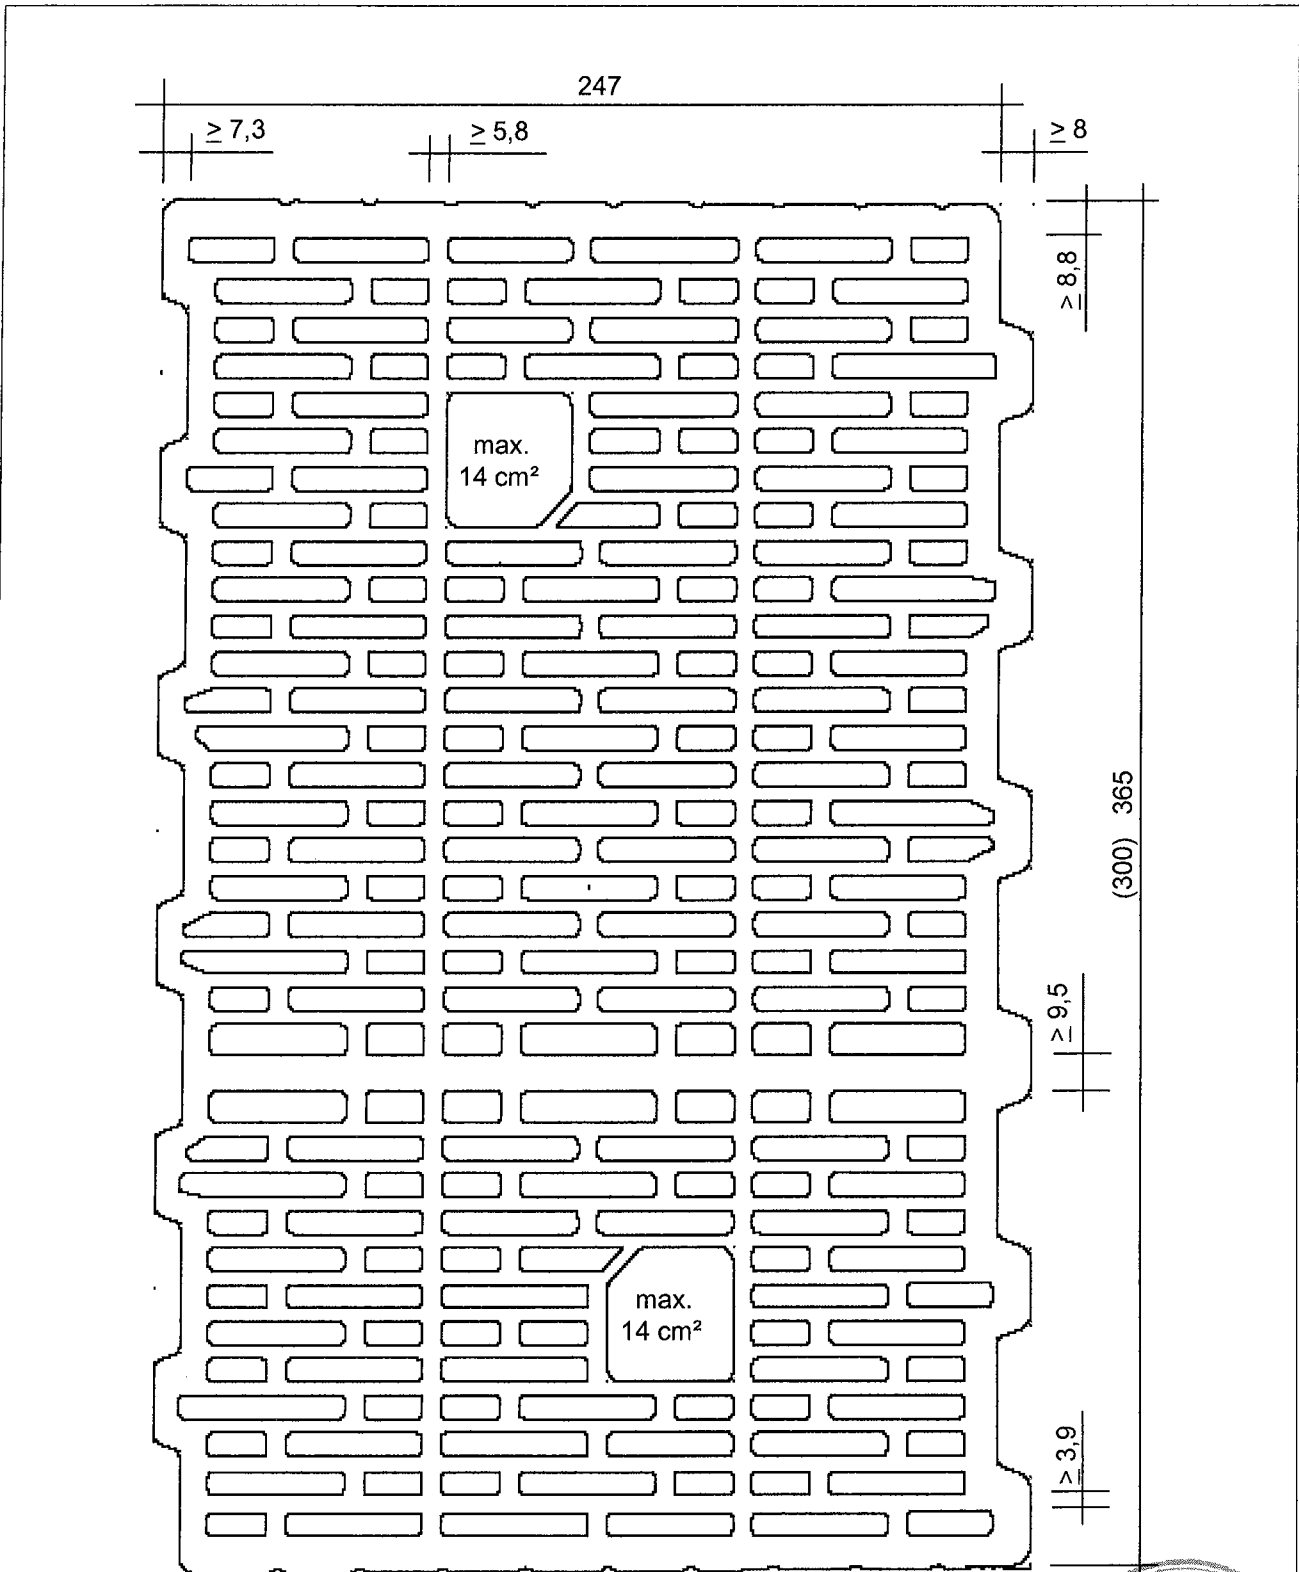 247
≥ 7,3
≥ 5,8
≥ 8
≥ 8,8
max.
14 cm²
(300) 365
≥ 9,5
max.
14 cm²
≥ 3,9